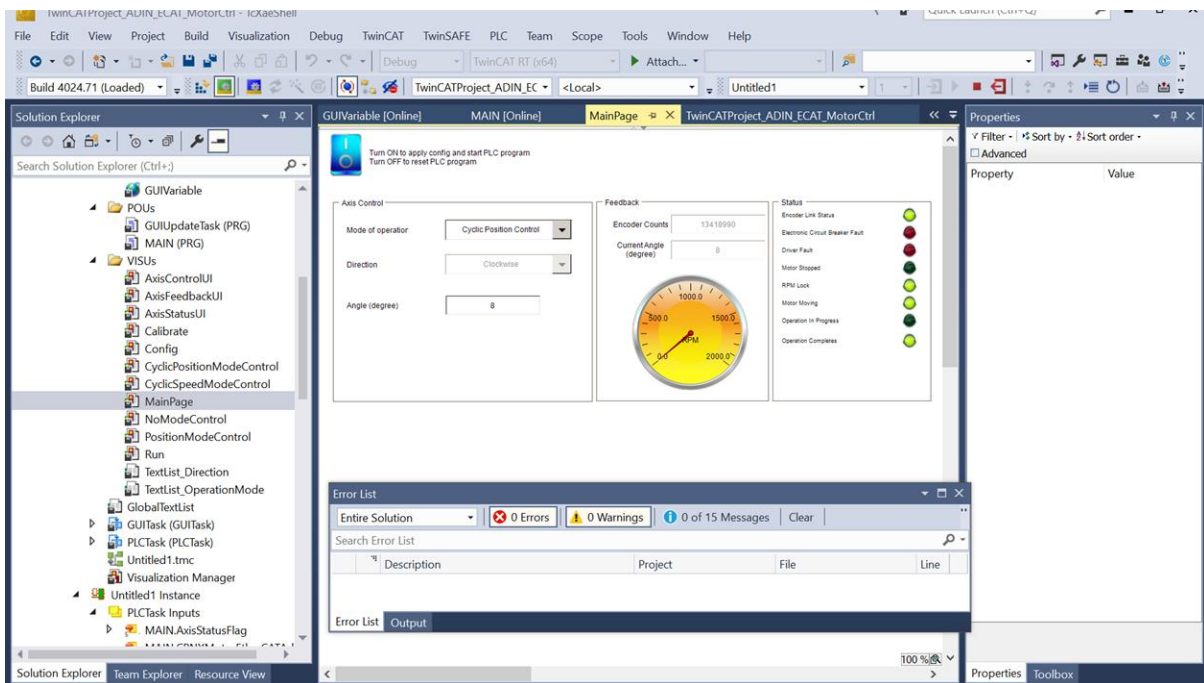 TwinCATProject_ADIN_ECAT_MotorCtrl - TcXaeShell
Quick Launch (Ctrl+Q)
File Edit View Project Build Visualization Debug TwinCAT TwinSAFE PLC Team Scope Tools Window Help
Debug TwinCAT RT (x64) Attach...
Build 4024.71 (Loaded) TwinCATProject_ADIN_EC <Local> Untitled1 1
Solution Explorer
Search Solution Explorer (Ctrl+;)
GUIVariable
POUs
GUIUpdateTask (PRG)
MAIN (PRG)
VISUs
AxisControlUI
AxisFeedbackUI
AxisStatusUI
Calibrate
Config
CyclicPositionModeControl
CyclicSpeedModeControl
MainPage
NoModeControl
PositionModeControl
Run
TextList_Direction
TextList_OperationMode
GlobalTextList
GUITask (GUITask)
PLCTask (PLCTask)
Untitled1.tmc
Visualization Manager
Untitled1 Instance
PLCTask Inputs
MAIN.AxisStatusFlag
Solution Explorer Team Explorer Resource View
GUIVariable [Online] MAIN [Online] MainPage TwinCATProject_ADIN_ECAT_MotorCtrl
Turn ON to apply config and start PLC program
Turn OFF to reset PLC program
Axis Control
Mode of operatior Cyclic Position Control
Direction Clockwise
Angle (degree) 8
Feedback
Encoder Counts 13418990
Current Angle
(degree) 8
1000.0
500.0 1500.0
RPM
0.0 2000.0
Status
Encoder Link Status
Electronic Circuit Breaker Fault
Driver Fault
Motor Stopped
RPM Lock
Motor Moving
Operation In Progress
Operation Completes
Error List
Entire Solution 0 Errors 0 Warnings 0 of 15 Messages Clear
Search Error List
Description Project File Line
Error List Output
100 %
Properties
Filter Sort by Sort order
Advanced
Property Value
Properties Toolbox